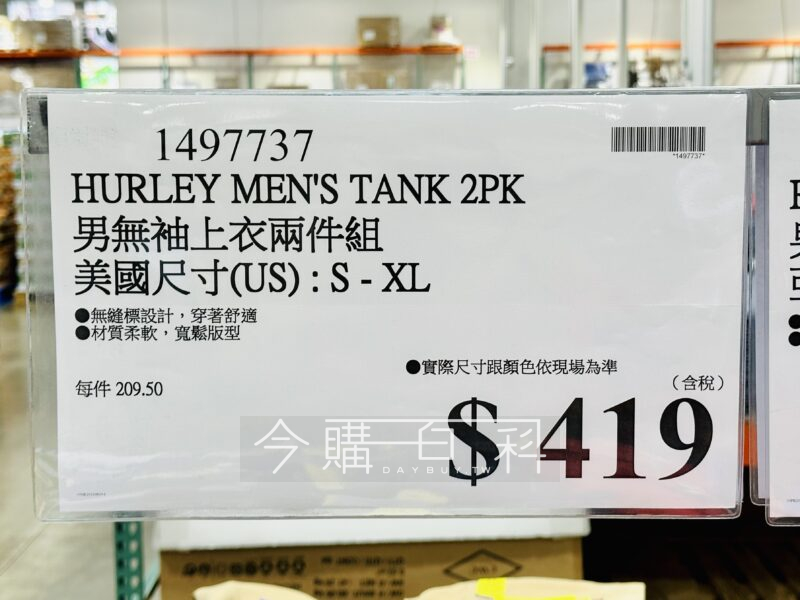 1497737
*1497737*
HURLEY MEN'S TANK 2PK
男無袖上衣兩件組
美國尺寸(US) : S - XL
●無縫標設計，穿著舒適
●材質柔軟，寬鬆版型
●實際尺寸跟顏色依現場為準
每件 209.50
（含稅）
$ 419
今購百科
DAYBUY.TW